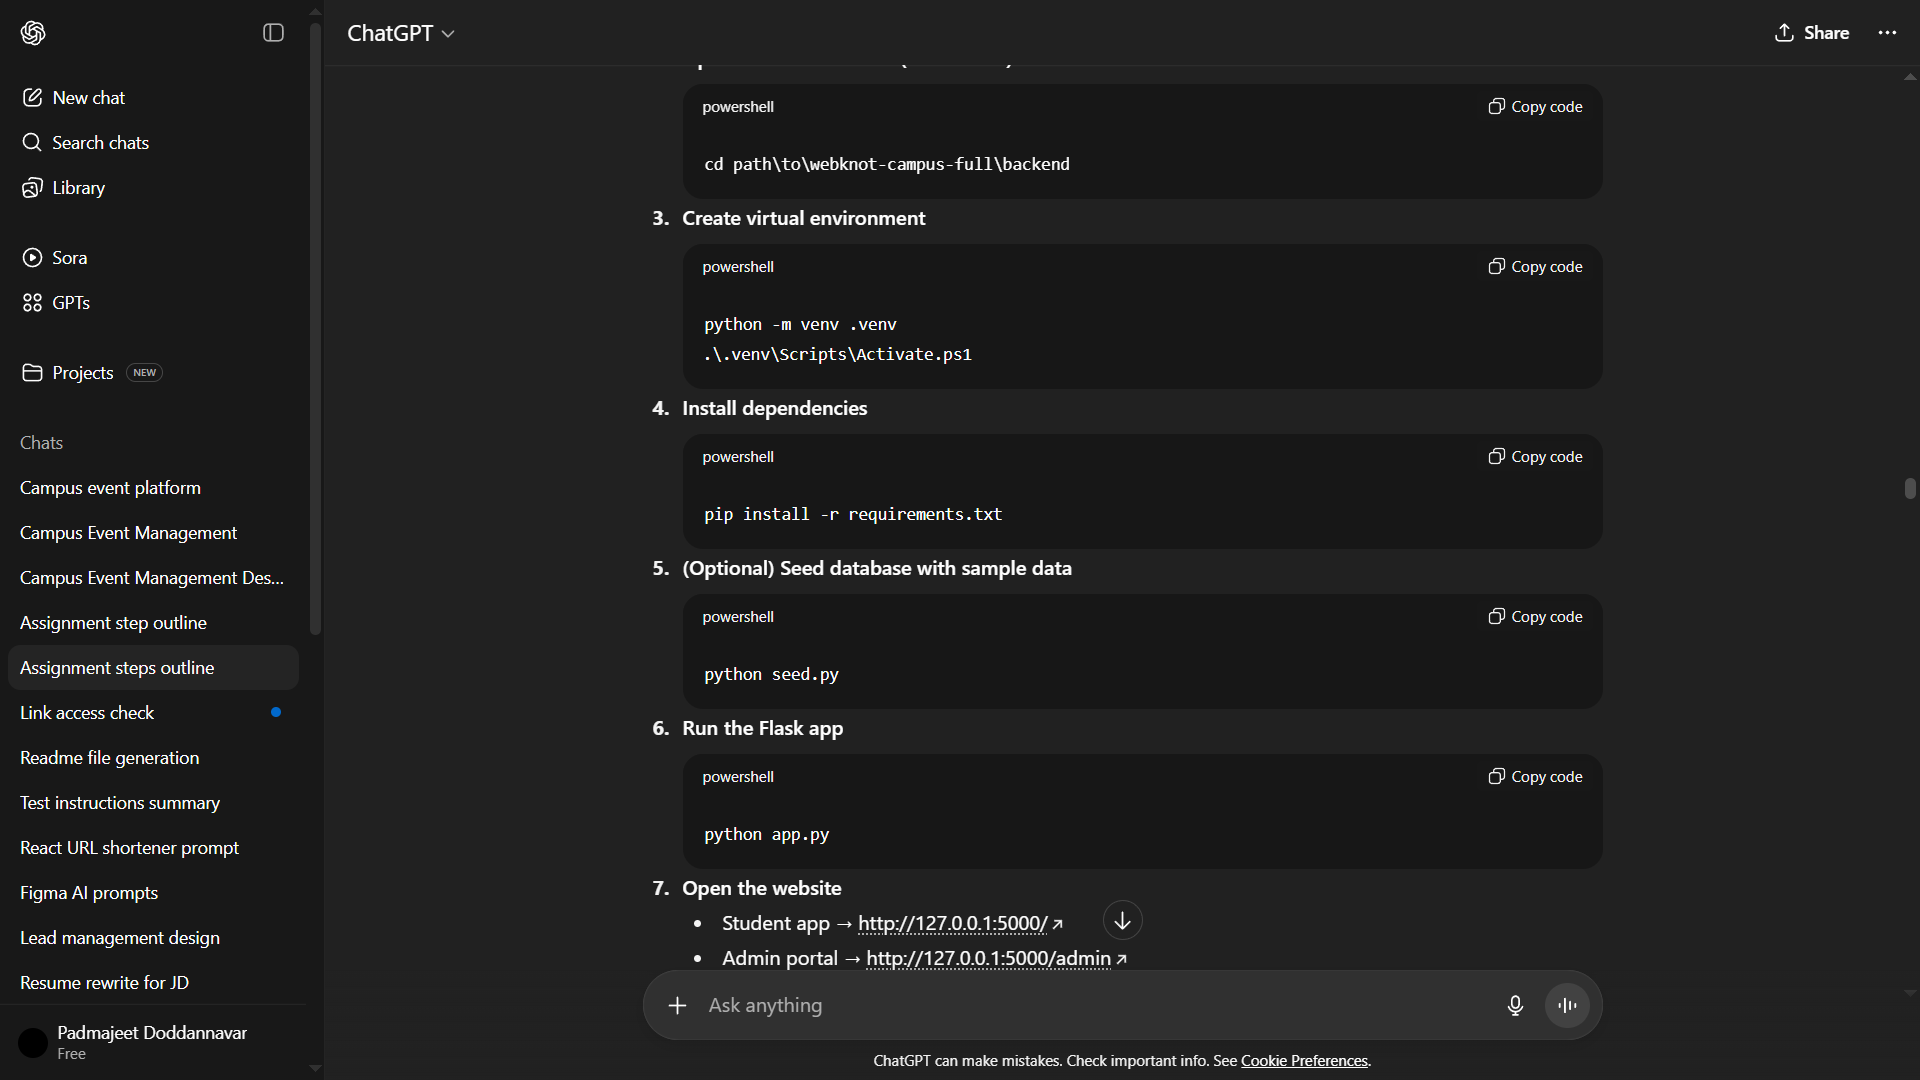 New chat
Search chats
Library
Sora
GPTs
Projects NEW
Chats
Campus event platform
Campus Event Management
Campus Event Management Des...
Assignment step outline
Assignment steps outline
Link access check
Readme file generation
Test instructions summary
React URL shortener prompt
Figma AI prompts
Lead management design
Resume rewrite for JD
Padmajeet Doddannavar
Free
ChatGPT
Share
powershell
Copy code
cd path\to\webknot-campus-full\backend
3. Create virtual environment
powershell
Copy code
python -m venv .venv
.\.venv\Scripts\Activate.ps1
4. Install dependencies
powershell
Copy code
pip install -r requirements.txt
5. (Optional) Seed database with sample data
powershell
Copy code
python seed.py
6. Run the Flask app
powershell
Copy code
python app.py
7. Open the website
• Student app → http://127.0.0.1:5000/ ↗
• Admin portal → http://127.0.0.1:5000/admin ↗
Ask anything
ChatGPT can make mistakes. Check important info. See Cookie Preferences.